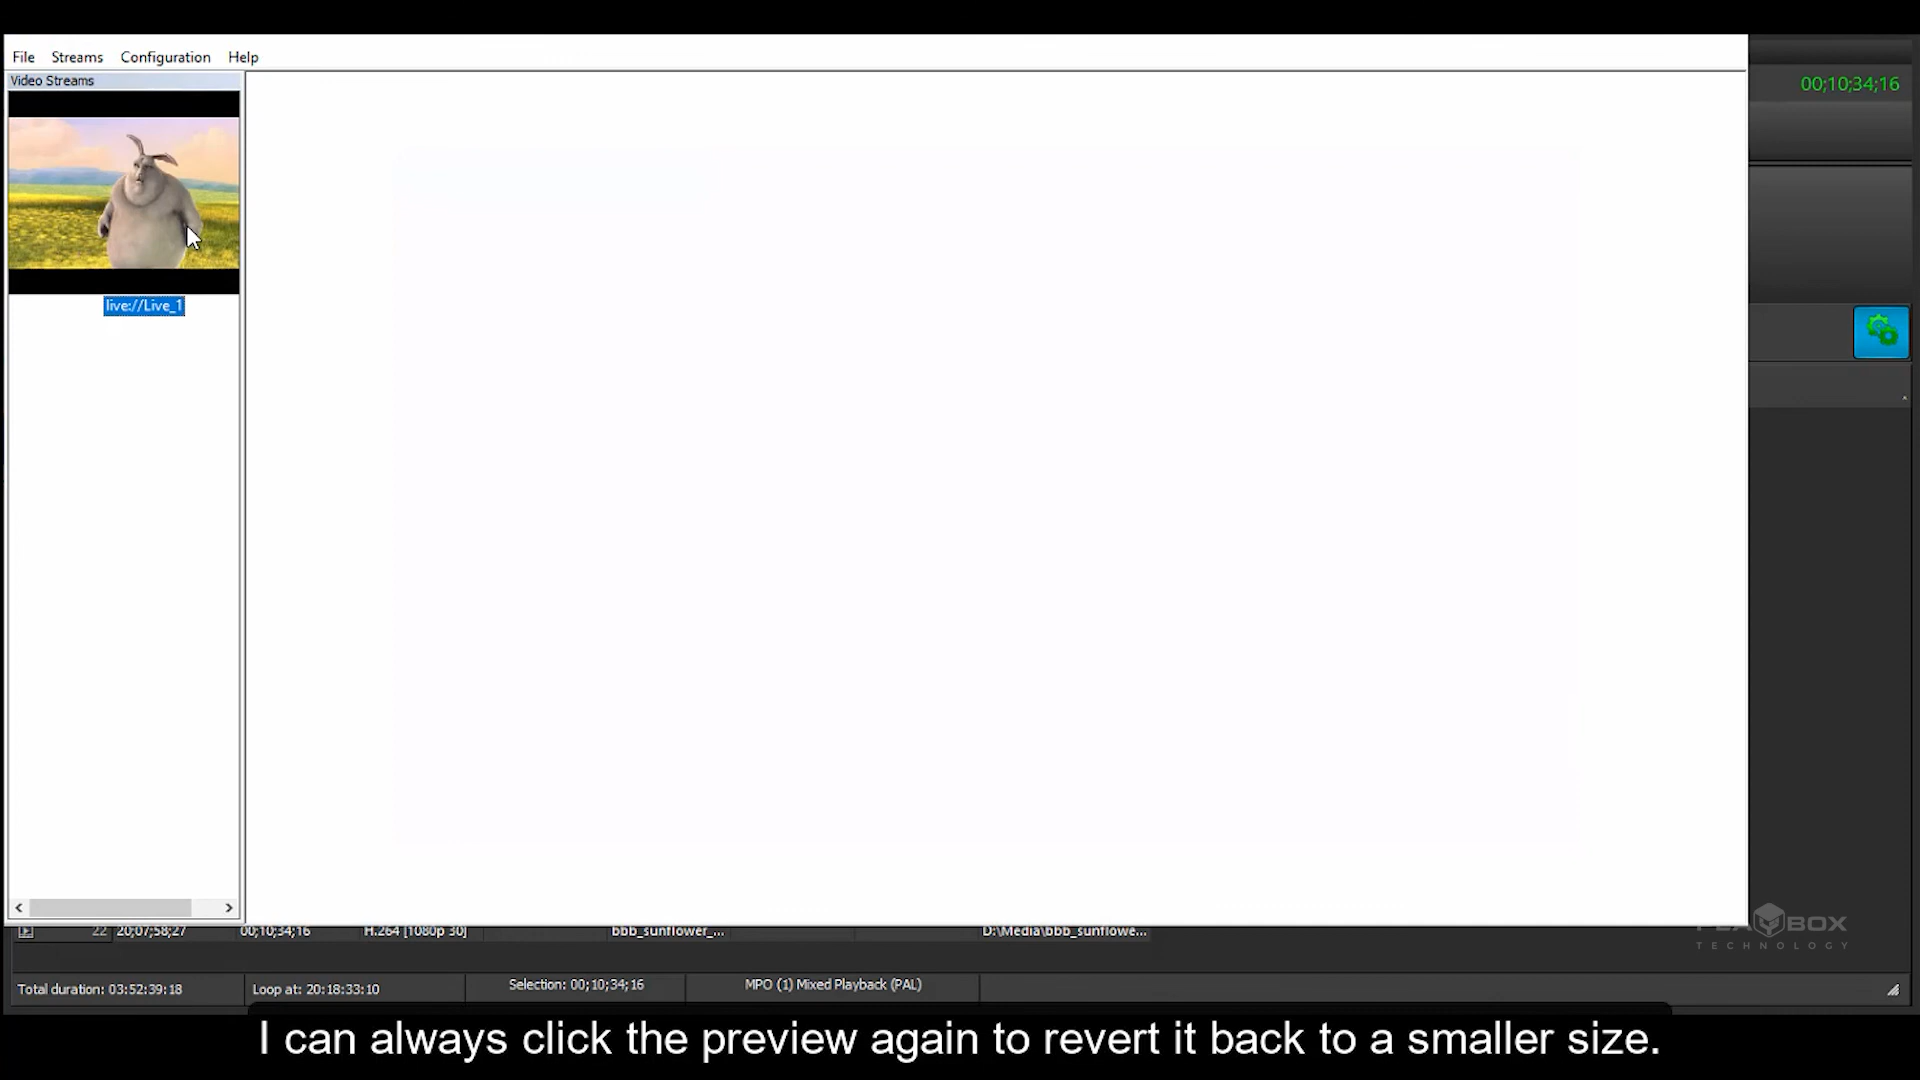 File Streams Configuration Help
00;10;34;16
Video Streams
live://Live_1
22 20;07;58;27 00;10;34;16 H.264 [1080p 30] bbb_sunflower_... D:\Media\bbb_sunflowe...
PLAYBOX
TECHNOLOGY
Total duration: 03:52:39:18 Loop at: 20:18:33:10 Selection: 00;10;34;16 MPO (1) Mixed Playback (PAL)
I can always click the preview again to revert it back to a smaller size.